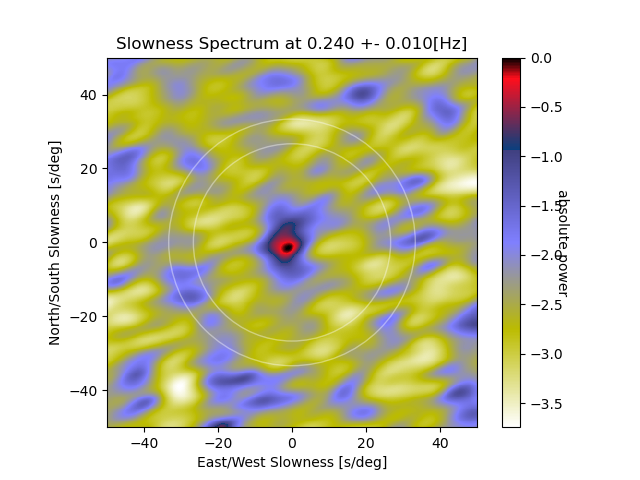 Slowness Spectrum at 0.240 +- 0.010[Hz]
North/South Slowness [s/deg]
40
20
0
−20
−40
−40 −20 0 20 40
East/West Slowness [s/deg]
0.0
−0.5
−1.0
−1.5
−2.0
−2.5
−3.0
−3.5
absolute power